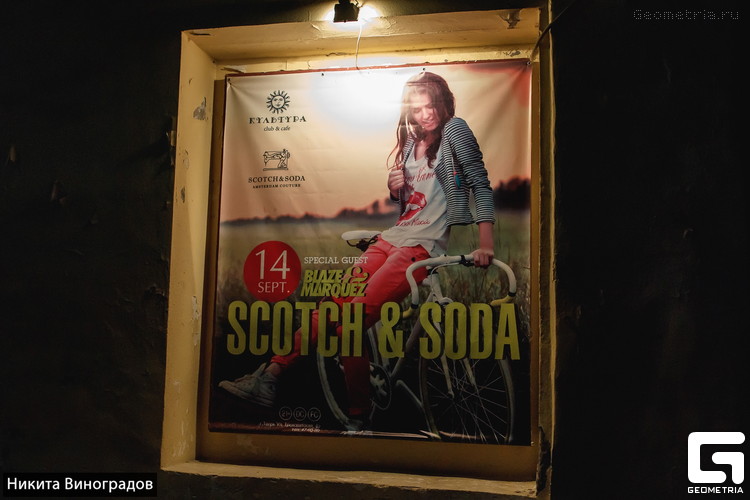 Geometria.ru
КУЛЬТУРА
club & cafe
SCOTCH & SODA
AMSTERDAM COUTURE
14
SEPT.
SPECIAL GUEST
BLAZE &
MARQUEZ
SCOTCH & SODA
Никита Виноградов
GEOMETRIA